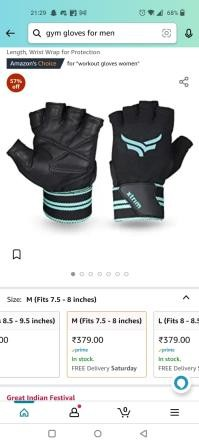 21:29
68%
gym gloves for men
Length, Wrist Wrap for Protection
Amazon's Choice for "workout gloves women"
57%
off
xtrim
Size: M (Fits 7.5 - 8 inches)
8.5 - 9.5 inches) M (Fits 7.5 - 8 inches) L (Fits 8 - 8.5
00 ₹379.00 ₹379.00
prime prime
In stock. In stock.
FREE Delivery Saturday FREE Delivery
Great Indian Festival